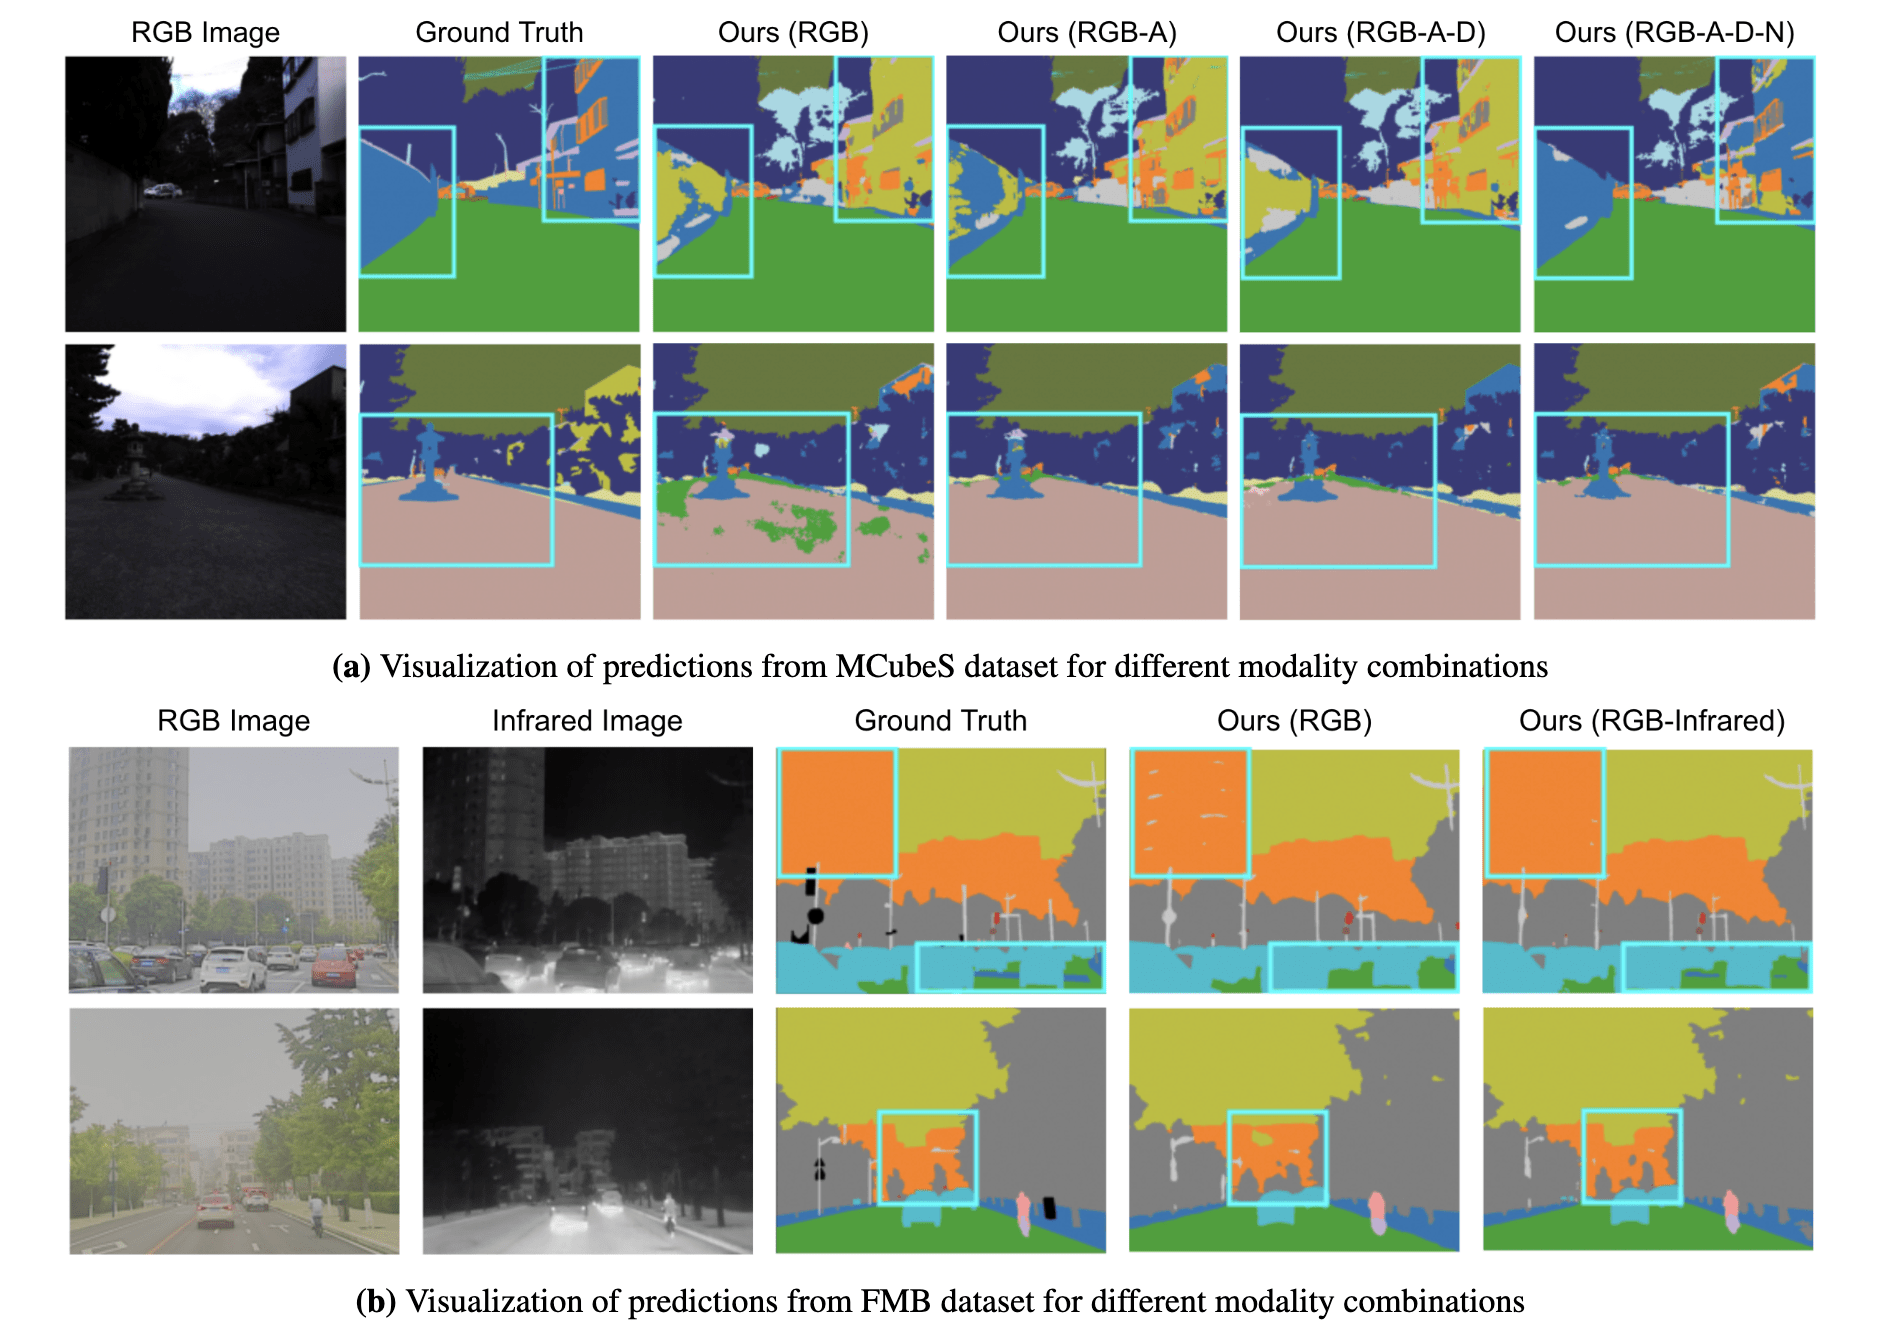 RGB Image Ground Truth Ours (RGB) Ours (RGB-A) Ours (RGB-A-D) Ours (RGB-A-D-N)
(a) Visualization of predictions from MCubeS dataset for different modality combinations
RGB Image Infrared Image Ground Truth Ours (RGB) Ours (RGB-Infrared)
(b) Visualization of predictions from FMB dataset for different modality combinations